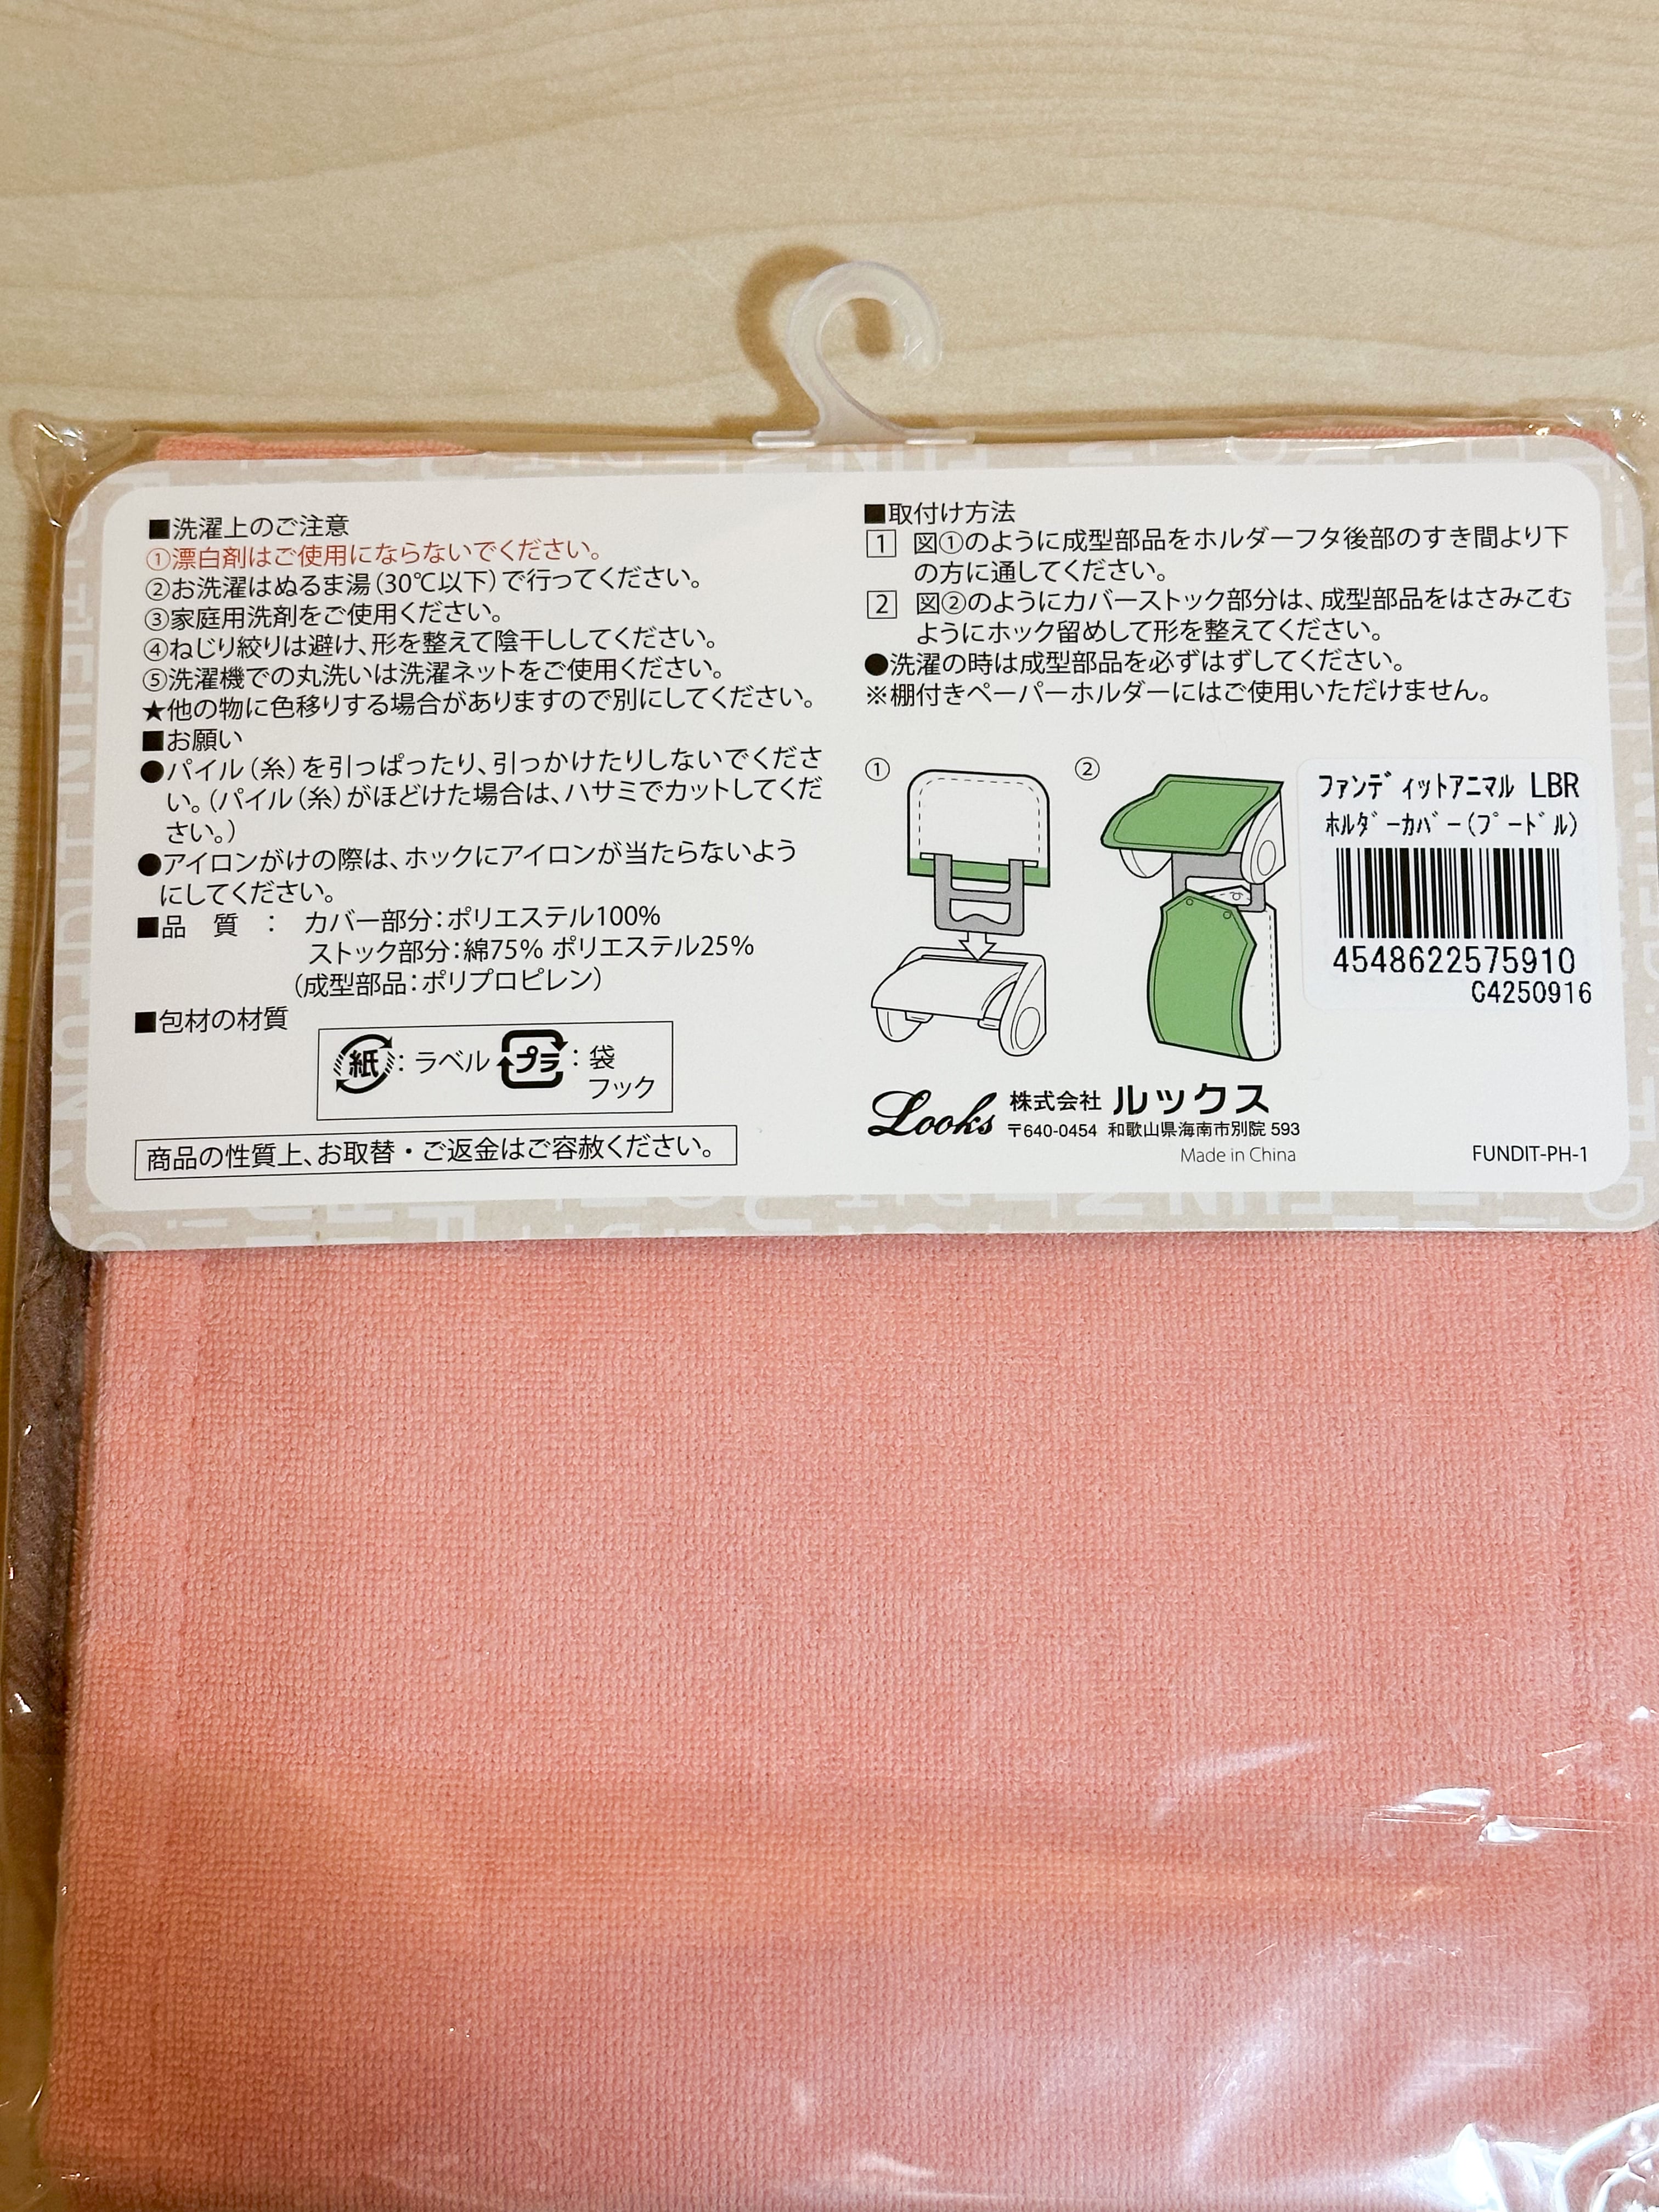 ■洗濯上のご注意
①漂白剤はご使用にならないでください。
②お洗濯はぬるま湯(30℃以下)で行ってください。
③家庭用洗剤をご使用ください。
④ねじり絞りは避け、形を整えて陰干ししてください。
⑤洗濯機での丸洗いは洗濯ネットをご使用ください。
★他の物に色移りする場合がありますので別にしてください。
■お願い
●パイル(糸)を引っぱったり、引っかけたりしないでくださ
い。(パイル(糸)がほどけた場合は、ハサミでカットしてくだ
さい。)
●アイロンがけの際は、ホックにアイロンが当たらないよう
にしてください。
■品 質 : カバー部分:ポリエステル100%
ストック部分:綿75% ポリエステル25%
(成型部品:ポリプロピレン)
■包材の材質
紙:ラベル プラ:袋
フック
商品の性質上、お取替・ご返金はご容赦ください。
■取付け方法
1 図①のように成型部品をホルダーフタ後部のすき間より下
の方に通してください。
2 図②のようにカバーストック部分は、成型部品をはさみこむ
ようにホック留めして形を整えてください。
●洗濯の時は成型部品を必ずはずしてください。
※棚付きペーパーホルダーにはご使用いただけません。
① ②
ﾌｧﾝﾃﾞｨｯﾄｱﾆﾏﾙ LBR
ﾎﾙﾀﾞｰｶﾊﾞｰ(ﾌﾟｰﾄﾞﾙ)
4548622575910
C4250916
Looks 株式会社 ルックス
〒640-0454 和歌山県海南市別院 593
Made in China
FUNDIT-PH-1